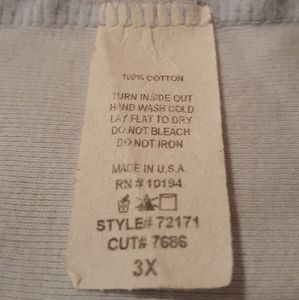 100% COTTON
TURN INSIDE OUT
HAND WASH COLD
LAY FLAT TO DRY
DO NOT BLEACH
DO NOT IRON
MADE IN U.S.A.
RN# 10194
STYLE# 72171
CUT# 7686
3X